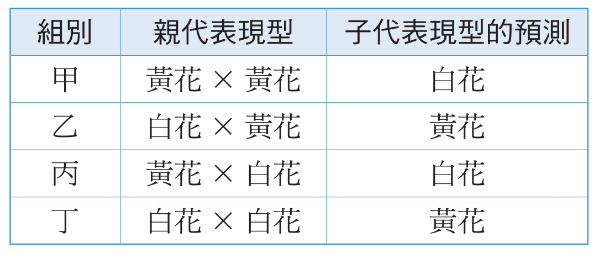 組別 親代表現型 子代表現型的預測
甲 黃花 × 黃花 白花
乙 白花 × 黃花 黃花
丙 黃花 × 白花 白花
丁 白花 × 白花 黃花